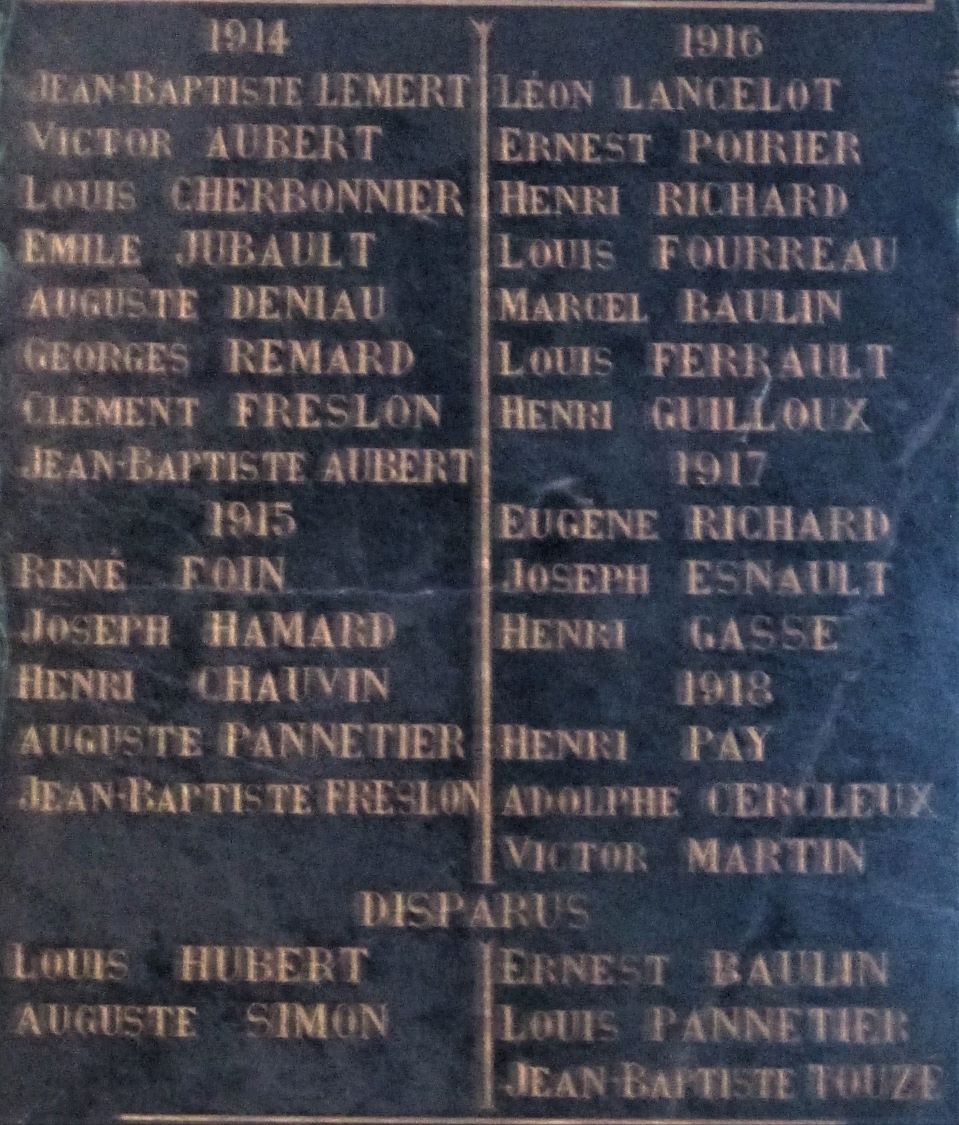 1914
JEAN-BAPTISTE LEMERT
VICTOR AUBERT
LOUIS CHERBONNIER
EMILE JUBAULT
AUGUSTE DENIAU
GEORGES REMARD
CLÉMENT FRESLON
JEAN-BAPTISTE AUBERT
1915
RENÉ FOIN
JOSEPH HAMARD
HENRI CHAUVIN
AUGUSTE PANNETIER
JEAN-BAPTISTE FRESLON
1916
LÉON LANCELOT
ERNEST POIRIER
HENRI RICHARD
LOUIS FOURREAU
MARCEL BAULIN
LOUIS FERRAULT
HENRI GUILLOUX
1917
EUGÈNE RICHARD
JOSEPH ESNAULT
HENRI GASSE
1918
HENRI PAY
ADOLPHE CERCLEUX
VICTOR MARTIN
DISPARUS
LOUIS HUBERT
AUGUSTE SIMON
ERNEST BAULIN
LOUIS PANNETIER
JEAN-BAPTISTE TOUZÉ